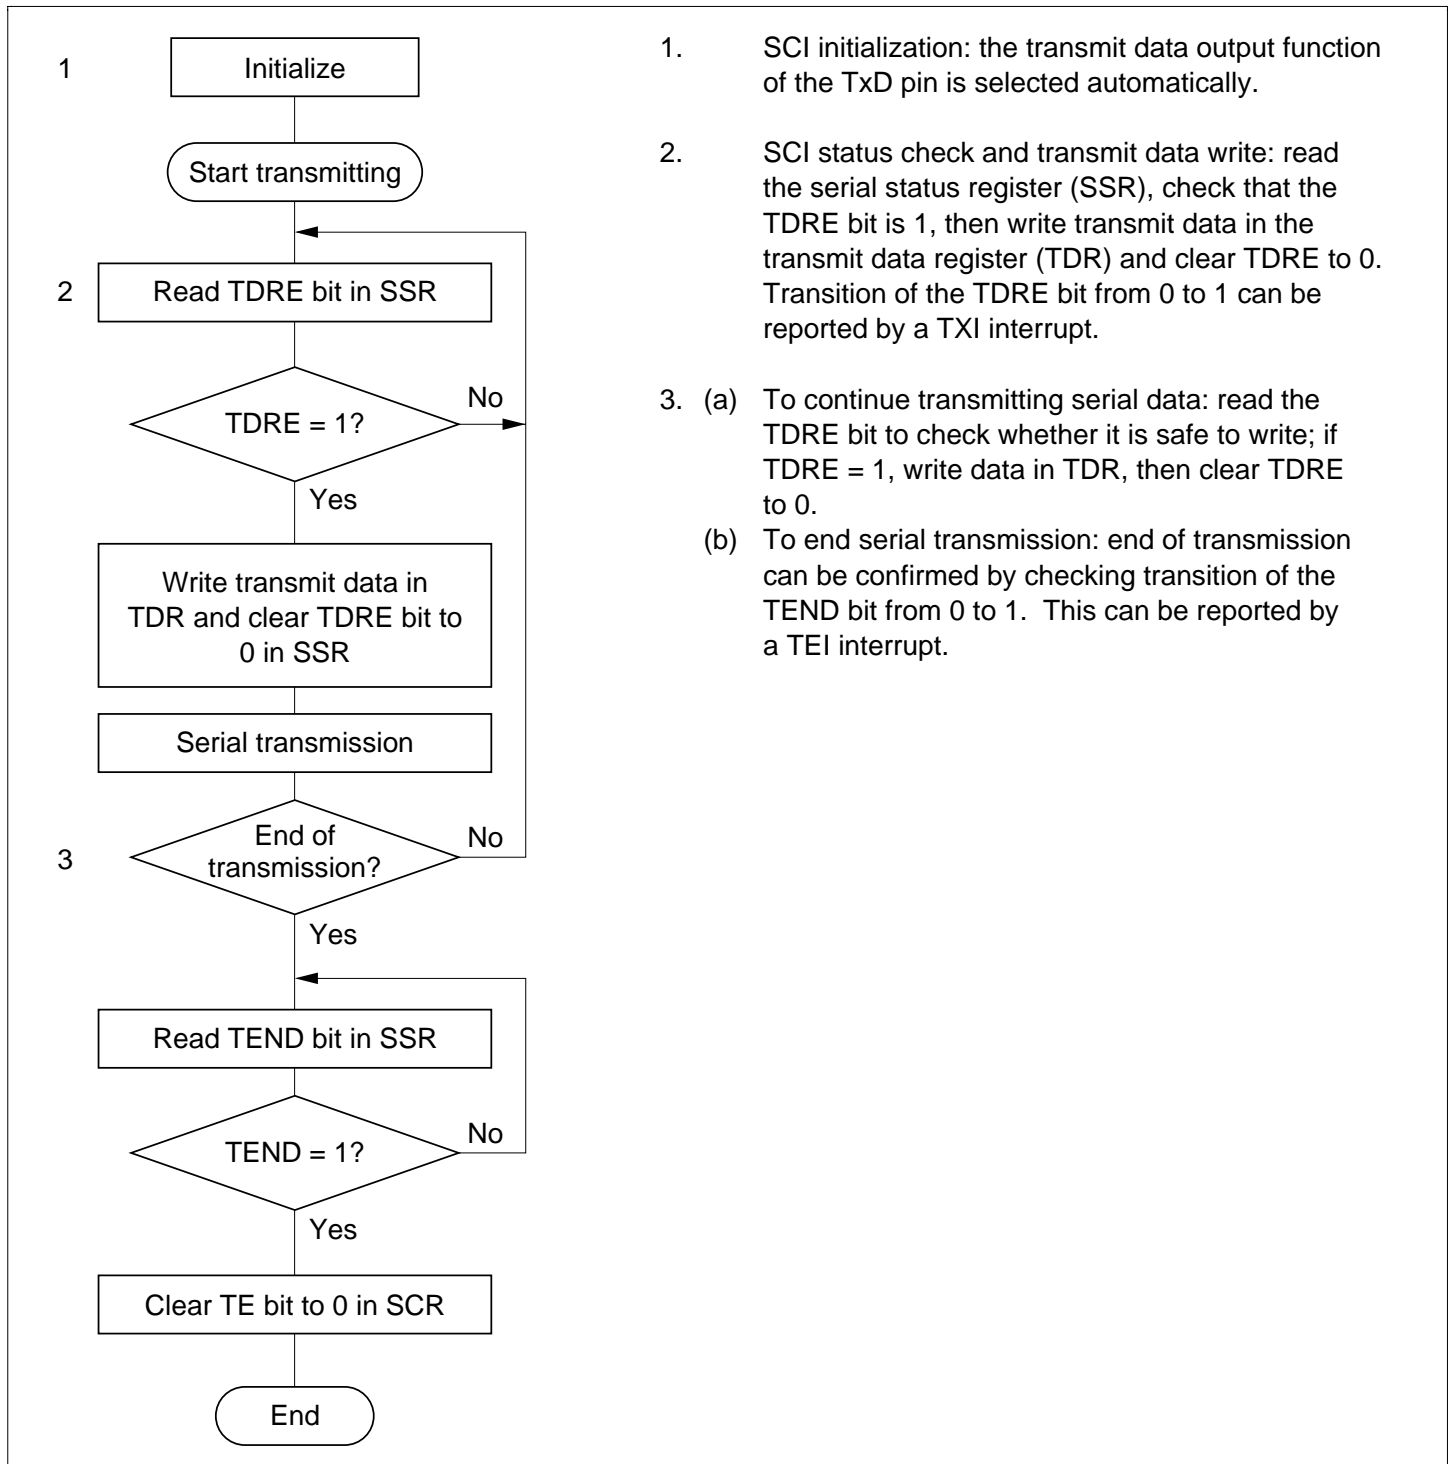 1
Initialize
Start transmitting
2
Read TDRE bit in SSR
TDRE = 1?
No
Yes
Write transmit data in
TDR and clear TDRE bit to
0 in SSR
Serial transmission
3
End of
transmission?
No
Yes
Read TEND bit in SSR
TEND = 1?
No
Yes
Clear TE bit to 0 in SCR
End
1. SCI initialization: the transmit data output function
of the TxD pin is selected automatically.
2. SCI status check and transmit data write: read
the serial status register (SSR), check that the
TDRE bit is 1, then write transmit data in the
transmit data register (TDR) and clear TDRE to 0.
Transition of the TDRE bit from 0 to 1 can be
reported by a TXI interrupt.
3. (a) To continue transmitting serial data: read the
TDRE bit to check whether it is safe to write; if
TDRE = 1, write data in TDR, then clear TDRE
to 0.
(b) To end serial transmission: end of transmission
can be confirmed by checking transition of the
TEND bit from 0 to 1. This can be reported by
a TEI interrupt.